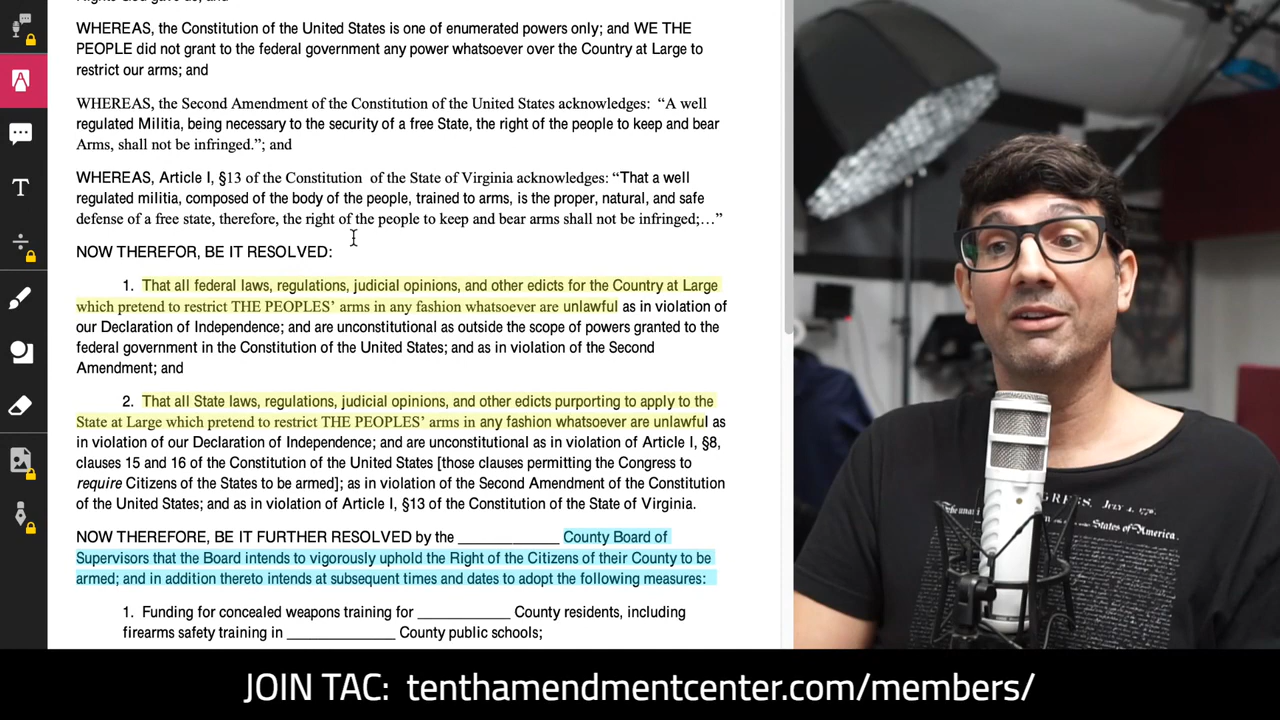 WHEREAS, the Constitution of the United States is one of enumerated powers only; and WE THE
PEOPLE did not grant to the federal government any power whatsoever over the Country at Large to
restrict our arms; and
WHEREAS, the Second Amendment of the Constitution of the United States acknowledges: “A well
regulated Militia, being necessary to the security of a free State, the right of the people to keep and bear
Arms, shall not be infringed.”; and
WHEREAS, Article I, §13 of the Constitution of the State of Virginia acknowledges: “That a well
regulated militia, composed of the body of the people, trained to arms, is the proper, natural, and safe
defense of a free state, therefore, the right of the people to keep and bear arms shall not be infringed;…”
NOW THEREFOR, BE IT RESOLVED:
1. That all federal laws, regulations, judicial opinions, and other edicts for the Country at Large
which pretend to restrict THE PEOPLES’ arms in any fashion whatsoever are unlawful as in violation of
our Declaration of Independence; and are unconstitutional as outside the scope of powers granted to the
federal government in the Constitution of the United States; and as in violation of the Second
Amendment; and
2. That all State laws, regulations, judicial opinions, and other edicts purporting to apply to the
State at Large which pretend to restrict THE PEOPLES’ arms in any fashion whatsoever are unlawful as
in violation of our Declaration of Independence; and are unconstitutional as in violation of Article I, §8,
clauses 15 and 16 of the Constitution of the United States [those clauses permitting the Congress to
require Citizens of the States to be armed]; as in violation of the Second Amendment of the Constitution
of the United States; and as in violation of Article I, §13 of the Constitution of the State of Virginia.
NOW THEREFORE, BE IT FURTHER RESOLVED by the _____________ County Board of
Supervisors that the Board intends to vigorously uphold the Right of the Citizens of their County to be
armed; and in addition thereto intends at subsequent times and dates to adopt the following measures:
1. Funding for concealed weapons training for ____________ County residents, including
firearms safety training in ______________ County public schools;
T
JULY 4, 1776.
States of America.
JOIN TAC: tenthamendmentcenter.com/members/